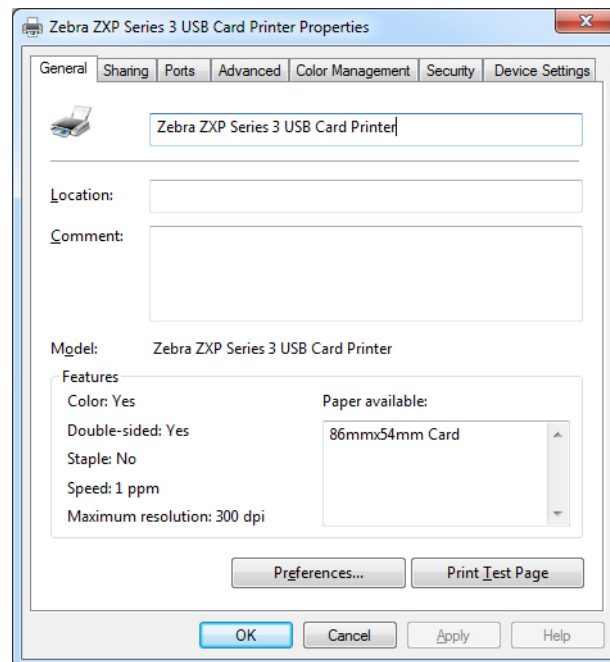 Zebra ZXP Series 3 USB Card Printer Properties
General Sharing Ports Advanced Color Management Security Device Settings
Zebra ZXP Series 3 USB Card Printer
Location:
Comment:
Model: Zebra ZXP Series 3 USB Card Printer
Features
Color: Yes Paper available:
Double-sided: Yes 86mmx54mm Card
Staple: No
Speed: 1 ppm
Maximum resolution: 300 dpi
Preferences... Print Test Page
OK Cancel Apply Help